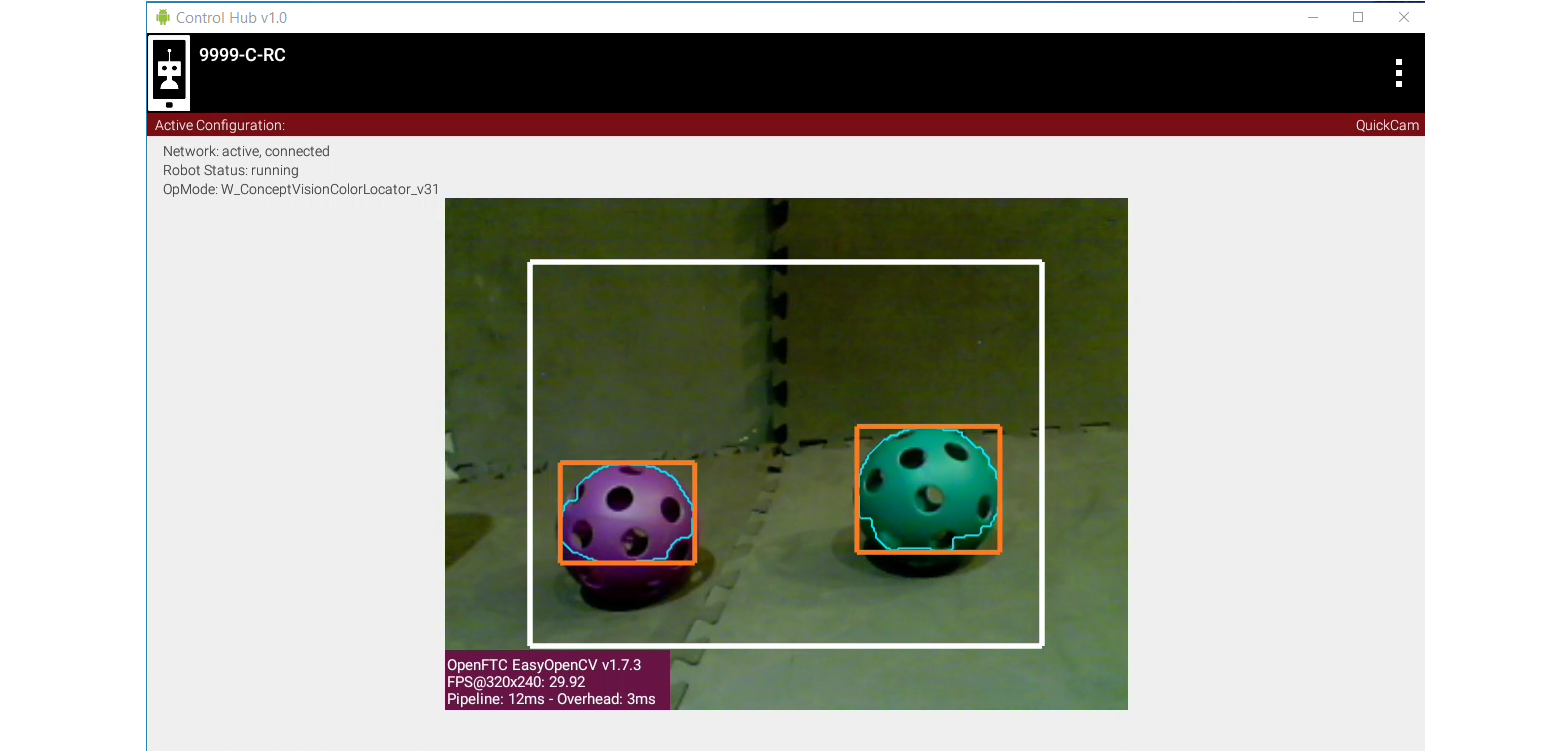 Control Hub v1.0
9999-C-RC
Active Configuration:
QuickCam
Network: active, connected
Robot Status: running
OpMode: W_ConceptVisionColorLocator_v31
OpenFTC EasyOpenCV v1.7.3
FPS@320x240: 29.92
Pipeline: 12ms - Overhead: 3ms